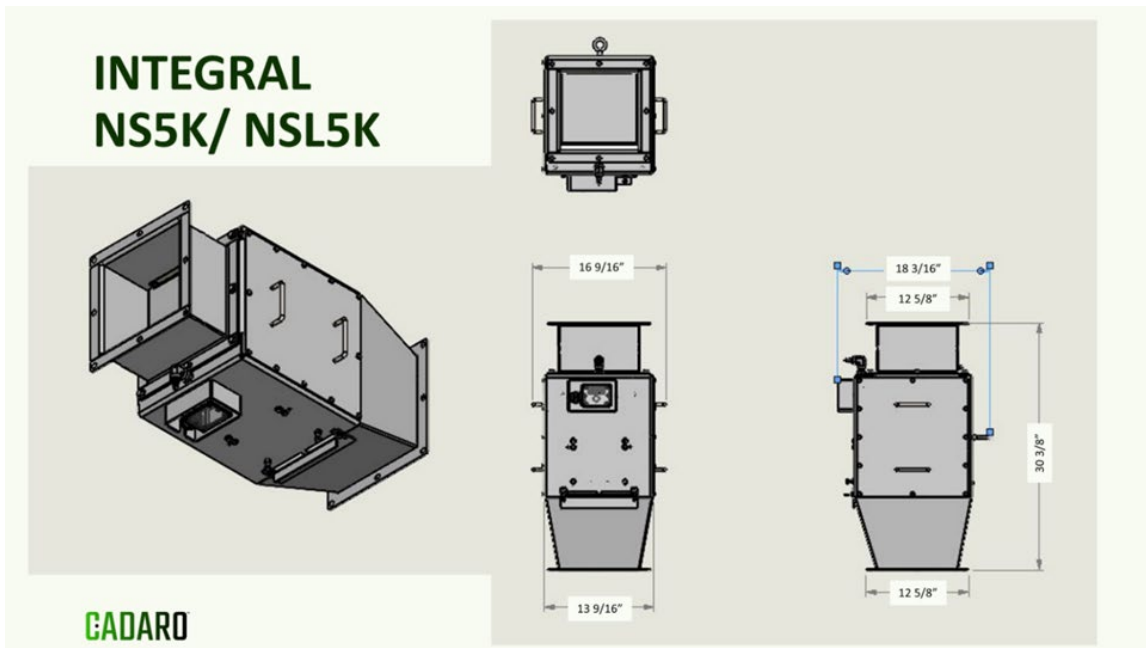 INTEGRAL
NS5K/ NSL5K
16 9/16”
18 3/16”
12 5/8”
30 3/8”
13 9/16”
12 5/8”
CADARO